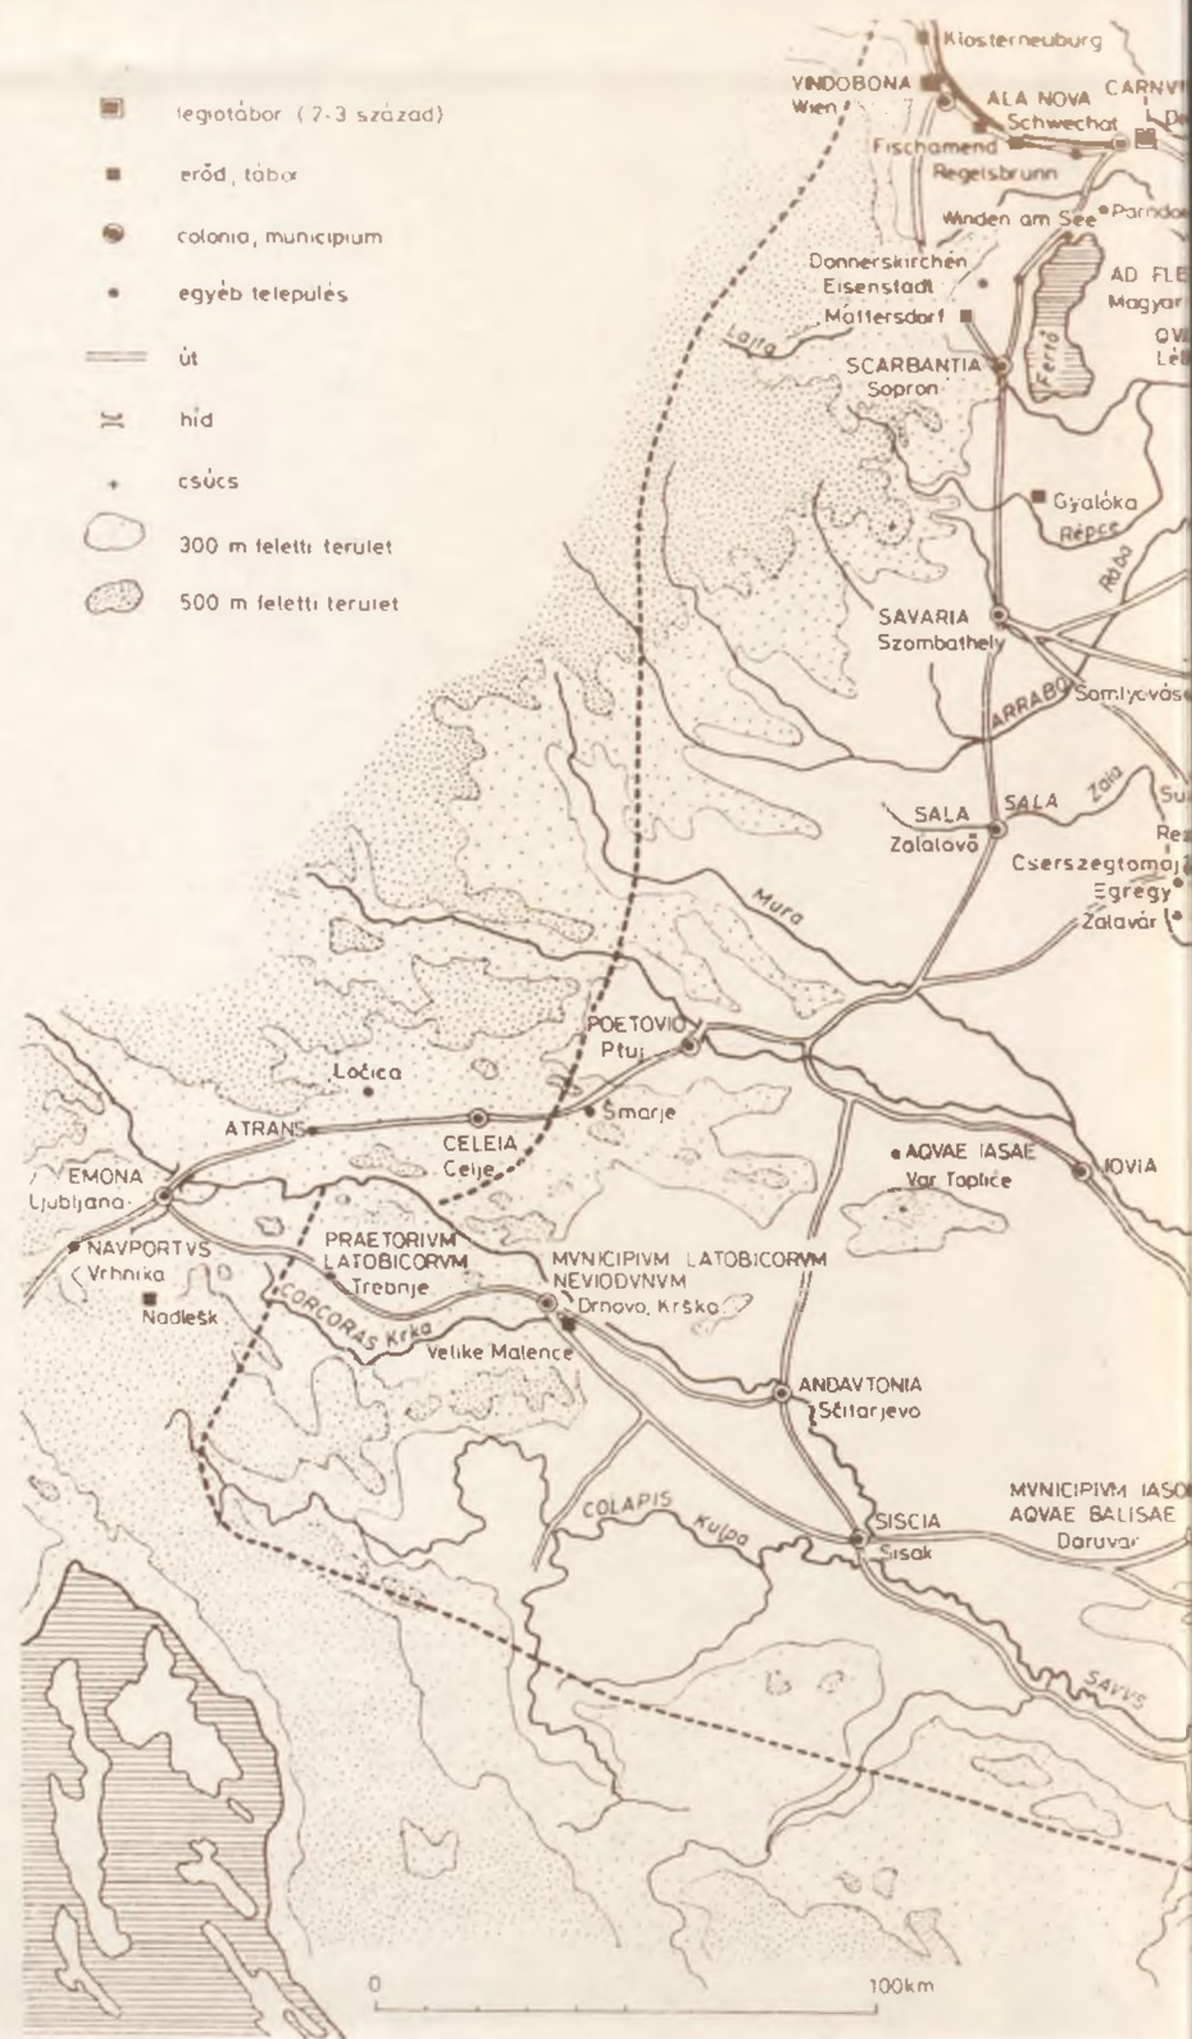 legiotábor (2-3 század)
erőd, tábor
colonia, municipium
egyéb település
út
híd
csúcs
300 m feletti terület
500 m feletti terület
Klosterneuburg
VINDOBONA
Wien
ALA NOVA
Schwechat
CARNV
Fischamend
Regelsbrunn
Winden am See
Parndo
Donnerskirchen
Eisenstadt
Mattersdorf
AD FLE
Magyar
Lajta
SCARBANTIA
Sopron
Fertő
Gyalóka
Répce
Rába
SAVARIA
Szombathely
ARRABO
Somlyóvás
SALA
Zalalövő
SALA
Zala
Cserszegtomaj
Egregy
Zalavár
Mura
POETOVIO
Ptuj
Ločica
Šmarje
ATRANS
CELEIA
Celje
AQVAE IASAE
Var Toplice
IOVIA
EMONA
Ljubljana
NAVPORTVS
Vrhnika
Nadlešk
PRAETORIVM
LATOBICORVM
Trebnje
MVNICIPIVM LATOBICORVM
NEVIODVNVM
Drnovo, Krško
CORCORAS Krka
Velike Malence
ANDAVTONIA
Ščitarjevo
COLAPIS
Kulpa
SISCIA
Sisak
MVNICIPIVM IASO
AQVAE BALISAE
Daruvar
SAVVS
0
100km